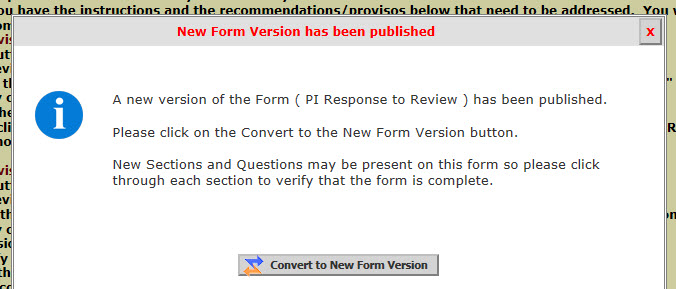 ou have the instructions and the recommendations/provisos below that need to be addressed. You w
New Form Version has been published
x
A new version of the Form ( PI Response to Review ) has been published.
Please click on the Convert to the New Form Version button.
New Sections and Questions may be present on this form so please click
through each section to verify that the form is complete.
Convert to New Form Version